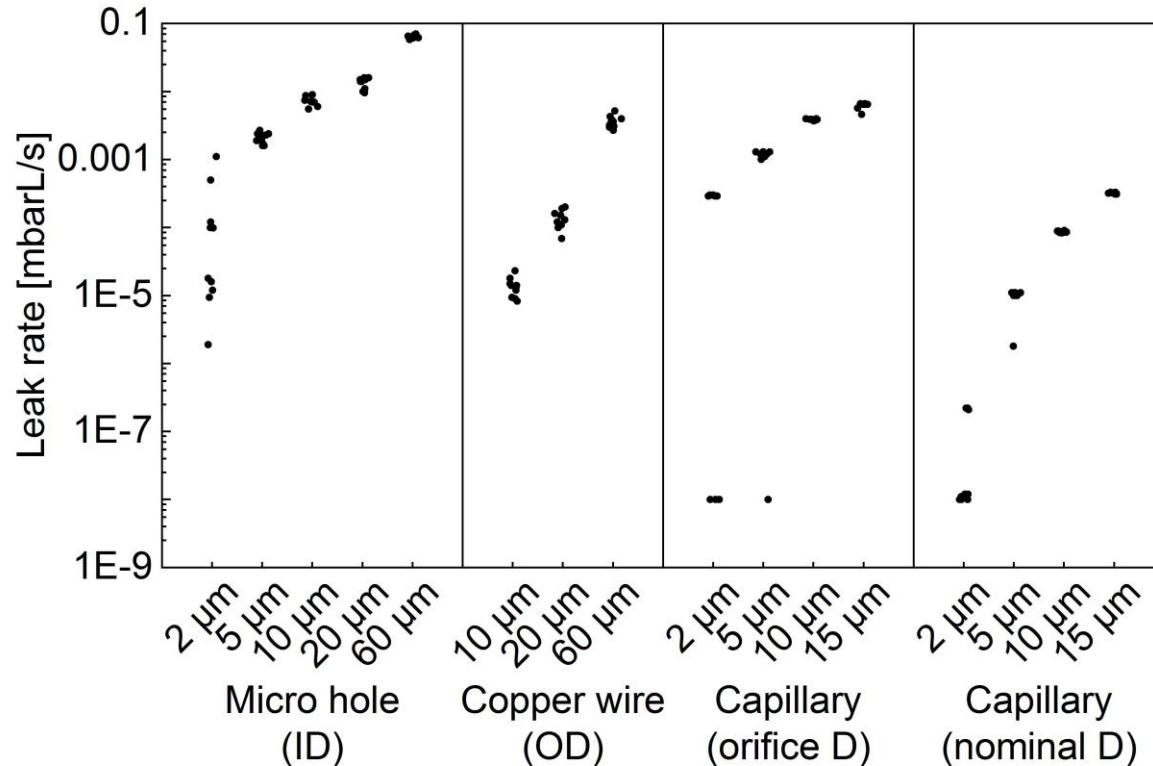 Leak rate [mbarL/s]
0.1
0.001
1E-5
1E-7
1E-9
2 µm
5 µm
10 µm
20 µm
60 µm
10 µm
20 µm
60 µm
2 µm
5 µm
10 µm
15 µm
2 µm
5 µm
10 µm
15 µm
Micro hole
(ID)
Copper wire
(OD)
Capillary
(orifice D)
Capillary
(nominal D)